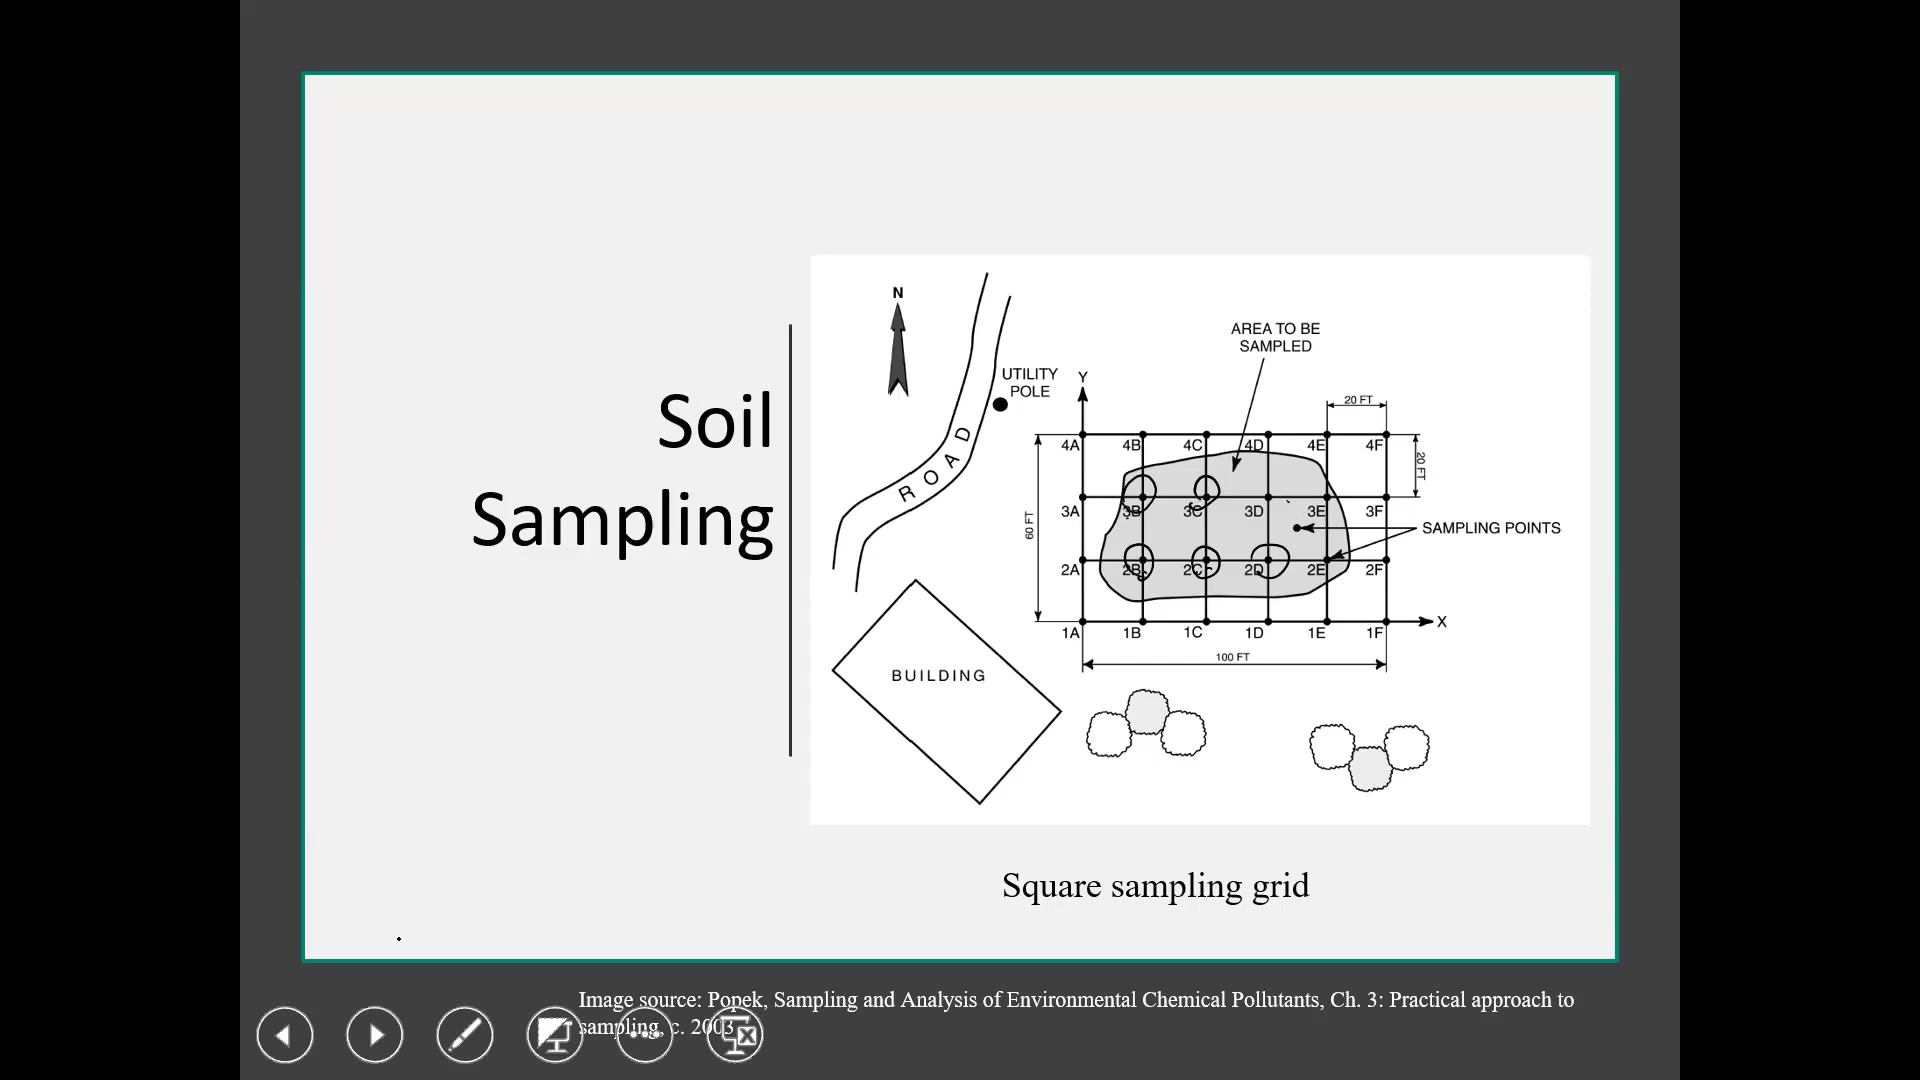 Soil
Sampling
N
AREA TO BE
SAMPLED
UTILITY
POLE
Y
20 FT
ROAD
4A 4B 4C 4D 4E 4F
20 FT
3A 3B 3C 3D 3E 3F
60 FT
SAMPLING POINTS
2A 2B 2C 2D 2E 2F
X
1A 1B 1C 1D 1E 1F
100 FT
BUILDING
Square sampling grid
Image source: Popek, Sampling and Analysis of Environmental Chemical Pollutants, Ch. 3: Practical approach to
sampling, c. 2003